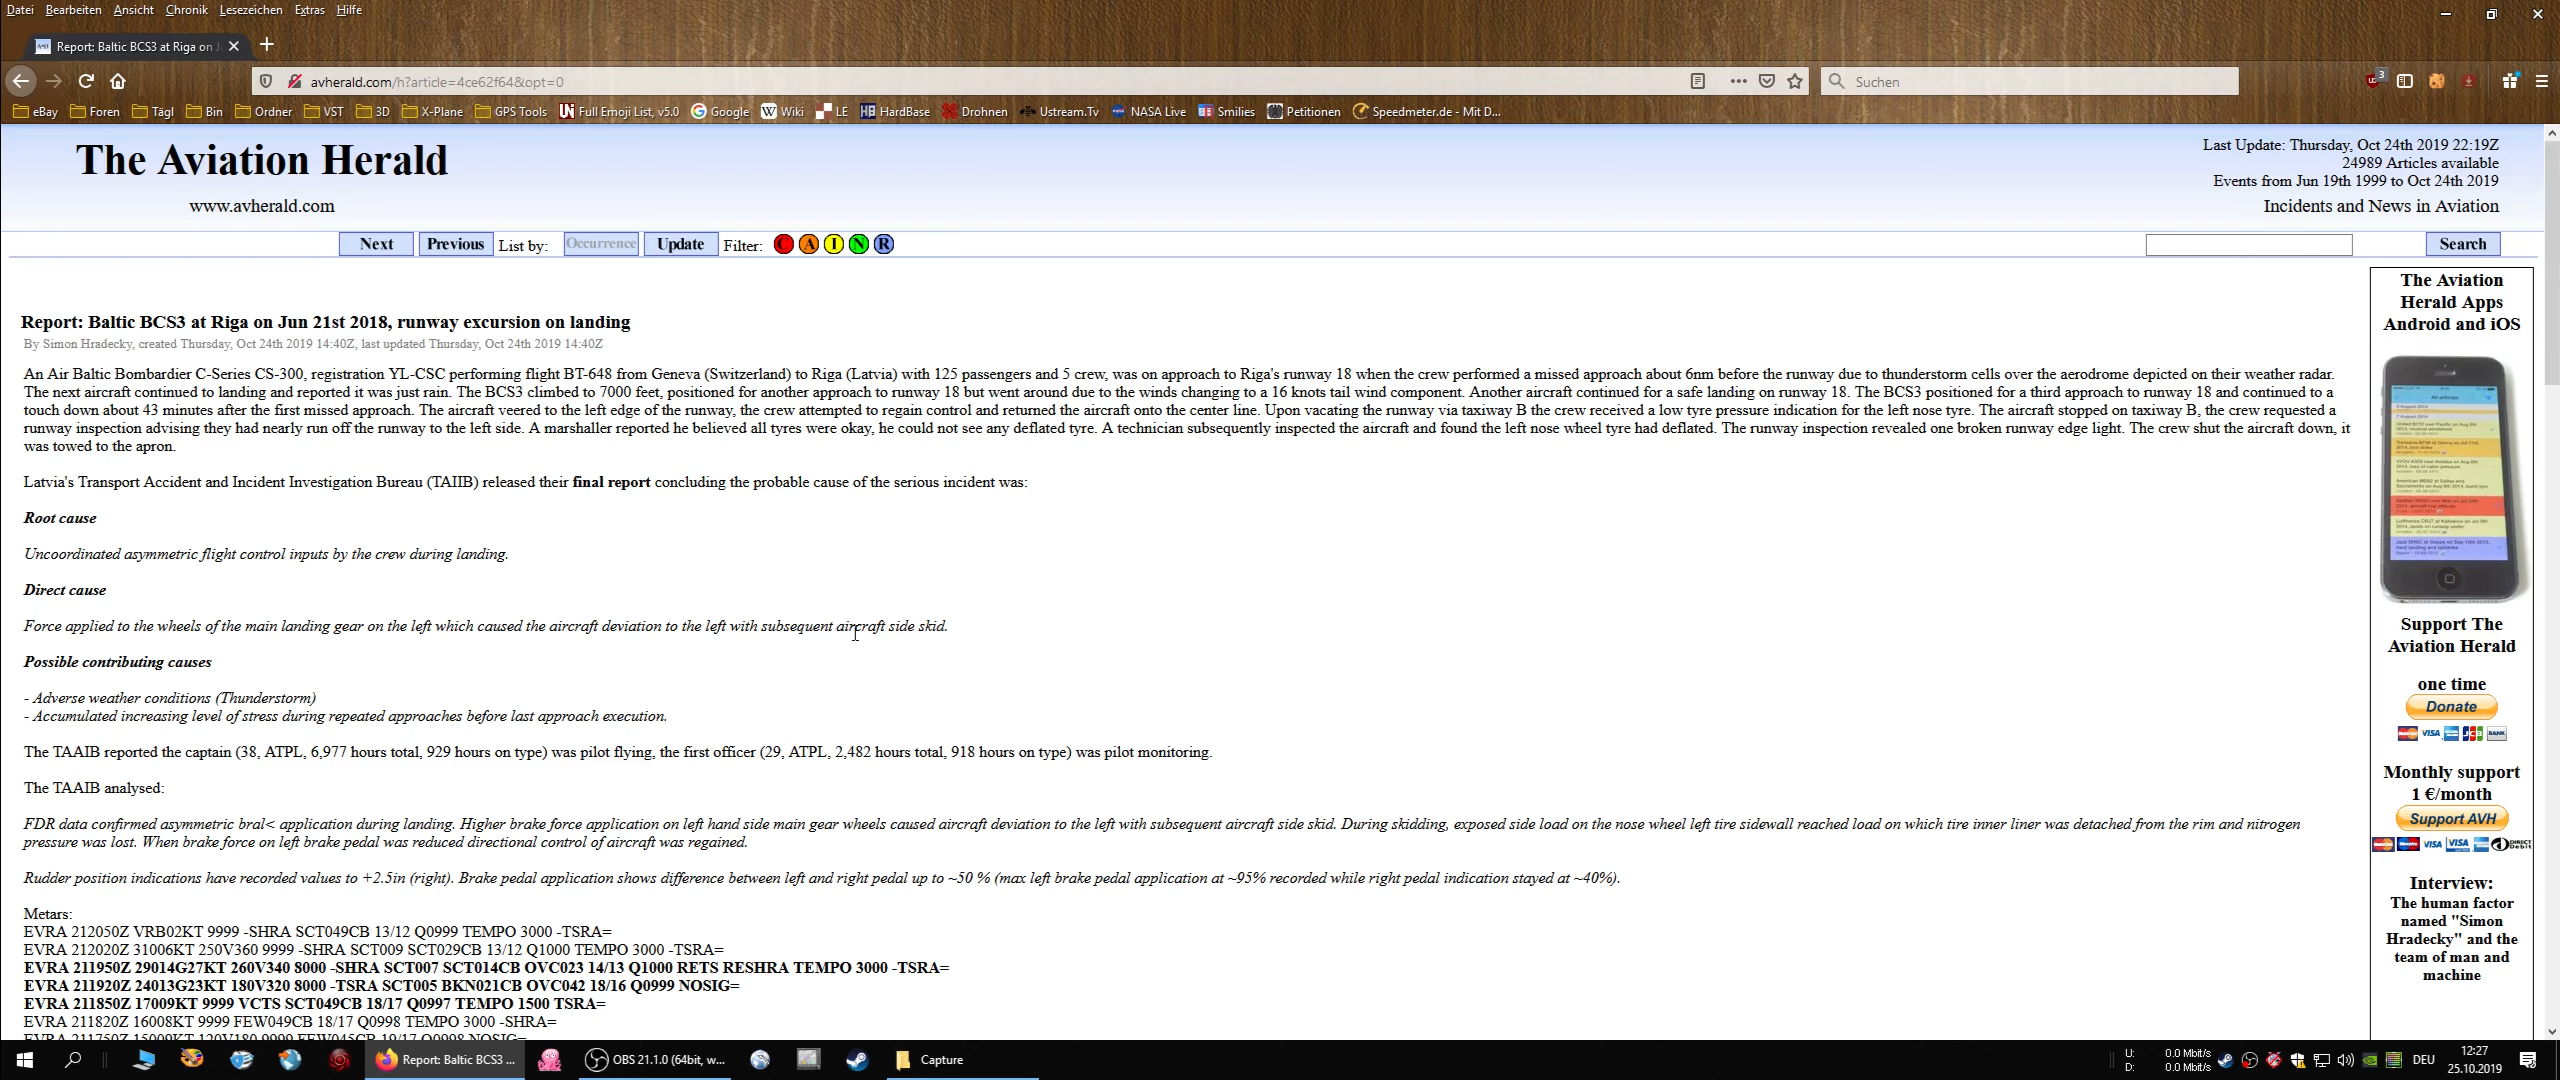 Datei Bearbeiten Ansicht Chronik Lesezeichen Extras Hilfe
Report: Baltic BCS3 at Riga on J
avherald.com/h?article=4ce62f64&opt=0
Suchen
3
eBay Foren Tägl Bin Ordner VST 3D X-Plane GPS Tools Full Emoji List, v5.0 Google Wiki LE HardBase Drohnen Ustream.Tv NASA Live Smilies Petitionen Speedmeter.de - Mit D...
The Aviation Herald
www.avherald.com
Last Update: Thursday, Oct 24th 2019 22:19Z
24989 Articles available
Events from Jun 19th 1999 to Oct 24th 2019
Incidents and News in Aviation
Next Previous List by: Occurrence Update Filter: C A I N R
Search
Report: Baltic BCS3 at Riga on Jun 21st 2018, runway excursion on landing
By Simon Hradecky, created Thursday, Oct 24th 2019 14:40Z, last updated Thursday, Oct 24th 2019 14:40Z
An Air Baltic Bombardier C-Series CS-300, registration YL-CSC performing flight BT-648 from Geneva (Switzerland) to Riga (Latvia) with 125 passengers and 5 crew, was on approach to Riga's runway 18 when the crew performed a missed approach about 6nm before the runway due to thunderstorm cells over the aerodrome depicted on their weather radar.
The next aircraft continued to landing and reported it was just rain. The BCS3 climbed to 7000 feet, positioned for another approach to runway 18 but went around due to the winds changing to a 16 knots tail wind component. Another aircraft continued for a safe landing on runway 18. The BCS3 positioned for a third approach to runway 18 and continued to a
touch down about 43 minutes after the first missed approach. The aircraft veered to the left edge of the runway, the crew attempted to regain control and returned the aircraft onto the center line. Upon vacating the runway via taxiway B the crew received a low tyre pressure indication for the left nose tyre. The aircraft stopped on taxiway B, the crew requested a
runway inspection advising they had nearly run off the runway to the left side. A marshaller reported he believed all tyres were okay, he could not see any deflated tyre. A technician subsequently inspected the aircraft and found the left nose wheel tyre had deflated. The runway inspection revealed one broken runway edge light. The crew shut the aircraft down, it
was towed to the apron.
Latvia's Transport Accident and Incident Investigation Bureau (TAIIB) released their final report concluding the probable cause of the serious incident was:
Root cause
Uncoordinated asymmetric flight control inputs by the crew during landing.
Direct cause
Force applied to the wheels of the main landing gear on the left which caused the aircraft deviation to the left with subsequent aircraft side skid.
Possible contributing causes
- Adverse weather conditions (Thunderstorm)
- Accumulated increasing level of stress during repeated approaches before last approach execution.
The TAAIB reported the captain (38, ATPL, 6,977 hours total, 929 hours on type) was pilot flying, the first officer (29, ATPL, 2,482 hours total, 918 hours on type) was pilot monitoring.
The TAAIB analysed:
FDR data confirmed asymmetric bral< application during landing. Higher brake force application on left hand side main gear wheels caused aircraft deviation to the left with subsequent aircraft side skid. During skidding, exposed side load on the nose wheel left tire sidewall reached load on which tire inner liner was detached from the rim and nitrogen
pressure was lost. When brake force on left brake pedal was reduced directional control of aircraft was regained.
Rudder position indications have recorded values to +2.5in (right). Brake pedal application shows difference between left and right pedal up to ~50 % (max left brake pedal application at ~95% recorded while right pedal indication stayed at ~40%).
Metars:
EVRA 212050Z VRB02KT 9999 -SHRA SCT049CB 13/12 Q0999 TEMPO 3000 -TSRA=
EVRA 212020Z 31006KT 250V360 9999 -SHRA SCT009 SCT029CB 13/12 Q1000 TEMPO 3000 -TSRA=
EVRA 211950Z 29014G27KT 260V340 8000 -SHRA SCT007 SCT014CB OVC023 14/13 Q1000 RETS RESHRA TEMPO 3000 -TSRA=
EVRA 211920Z 24013G23KT 180V320 8000 -TSRA SCT005 BKN021CB OVC042 18/16 Q0999 NOSIG=
EVRA 211850Z 17009KT 9999 VCTS SCT049CB 18/17 Q0997 TEMPO 1500 TSRA=
EVRA 211820Z 16008KT 9999 FEW049CB 18/17 Q0998 TEMPO 3000 -SHRA=
EVRA 211750Z 15009KT 120V180 9999 FEW045CB 19/17 Q0998 NOSIG=
The Aviation
Herald Apps
Android and iOS
All articles
Support The
Aviation Herald
one time
Donate
VISA JCB BANK
Monthly support
1 €/month
Support AVH
VISA VISA DIRECT Debit
Interview:
The human factor
named "Simon
Hradecky" and the
team of man and
machine
Report: Baltic BCS3 ...
OBS 21.1.0 (64bit, w...
Capture
U: 0.0 Mbit/s
D: 0.0 Mbit/s
DEU
12:27
25.10.2019